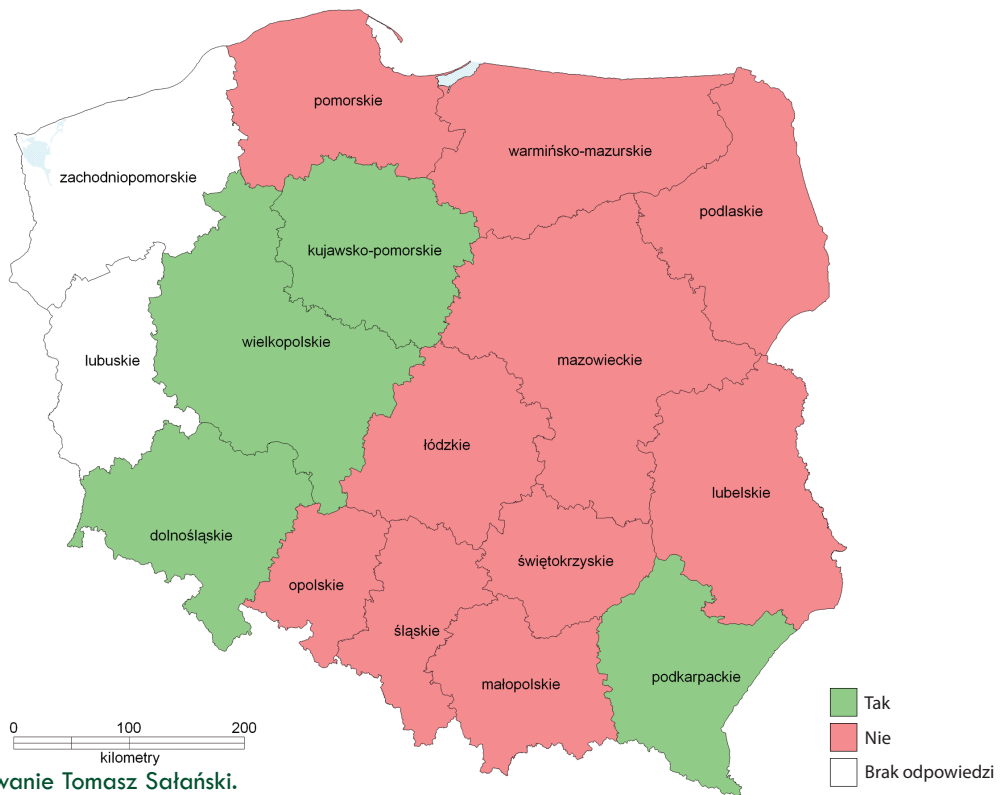 pomorskie
warmińsko-mazurskie
zachodniopomorskie
podlaskie
kujawsko-pomorskie
wielkopolskie
lubuskie
mazowieckie
łódzkie
lubelskie
dolnośląskie
świętokrzyskie
opolskie
śląskie
małopolskie
podkarpackie
Tak
Nie
Brak odpowiedzi
0 100 200
kilometry
wanie Tomasz Sałański.